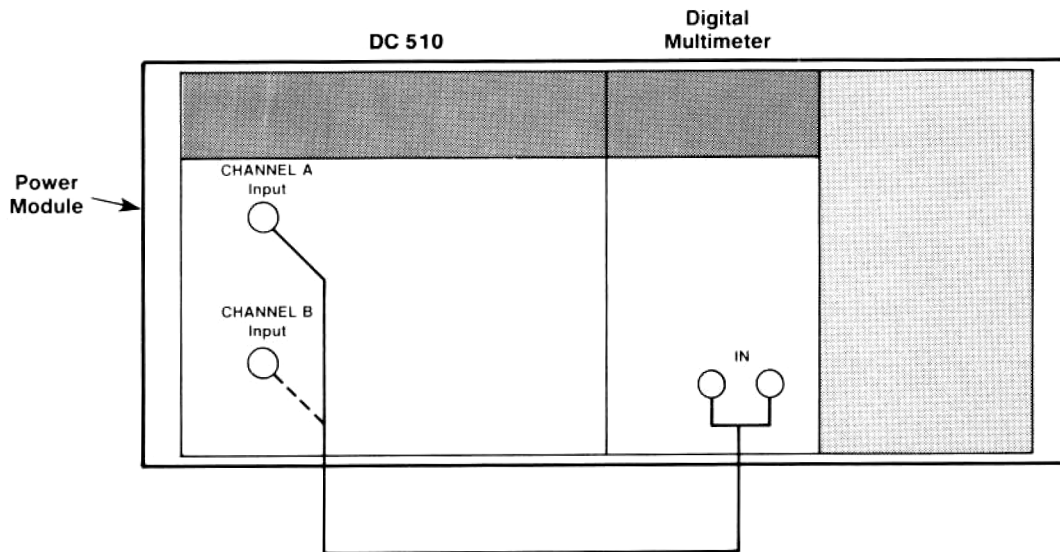 DC 510
Digital
Multimeter
CHANNEL A
Input
Power
Module
CHANNEL B
Input
IN